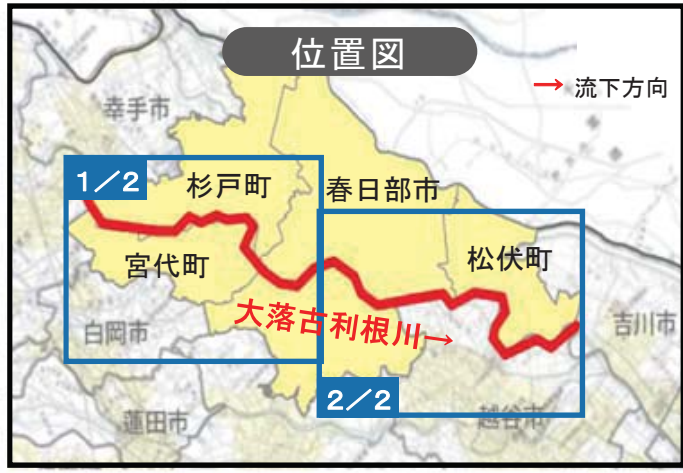 位置図
→ 流下方向
幸手市
1／2
杉戸町
春日部市
宮代町
松伏町
大落古利根川→
白岡市
吉川市
2／2
蓮田市
越谷市